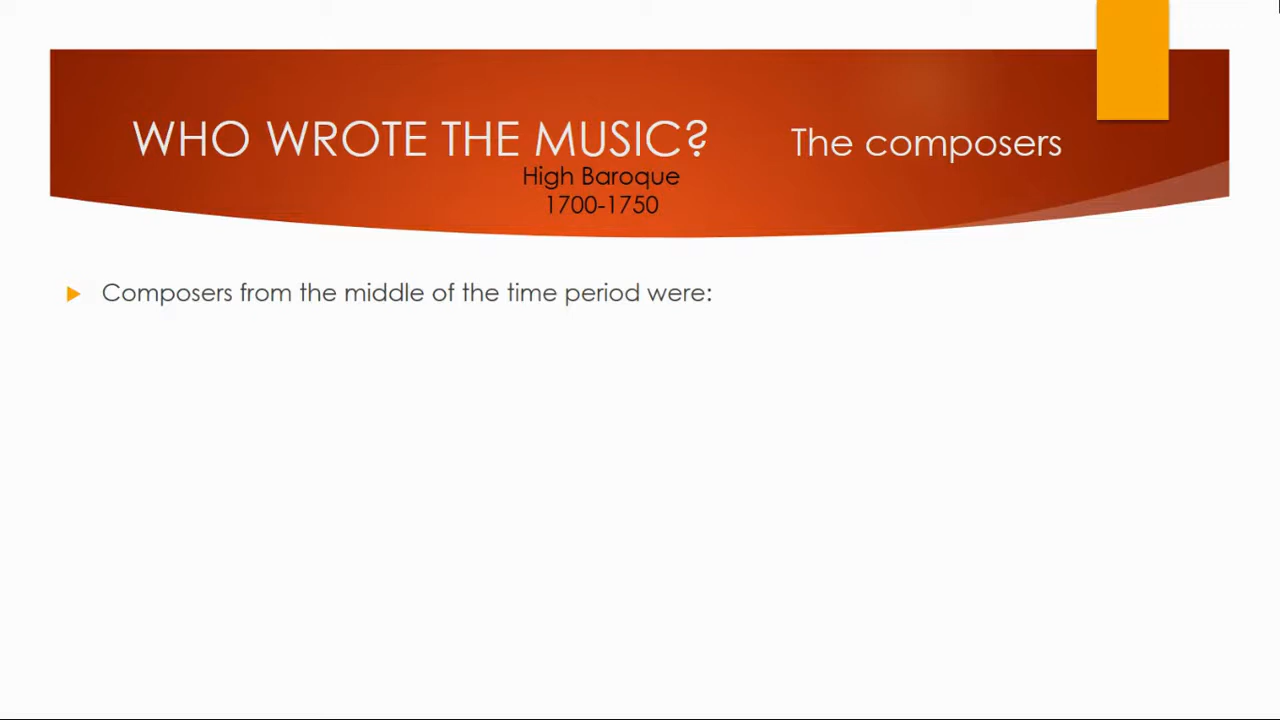 WHO WROTE THE MUSIC? The composers
High Baroque
1700-1750
Composers from the middle of the time period were: